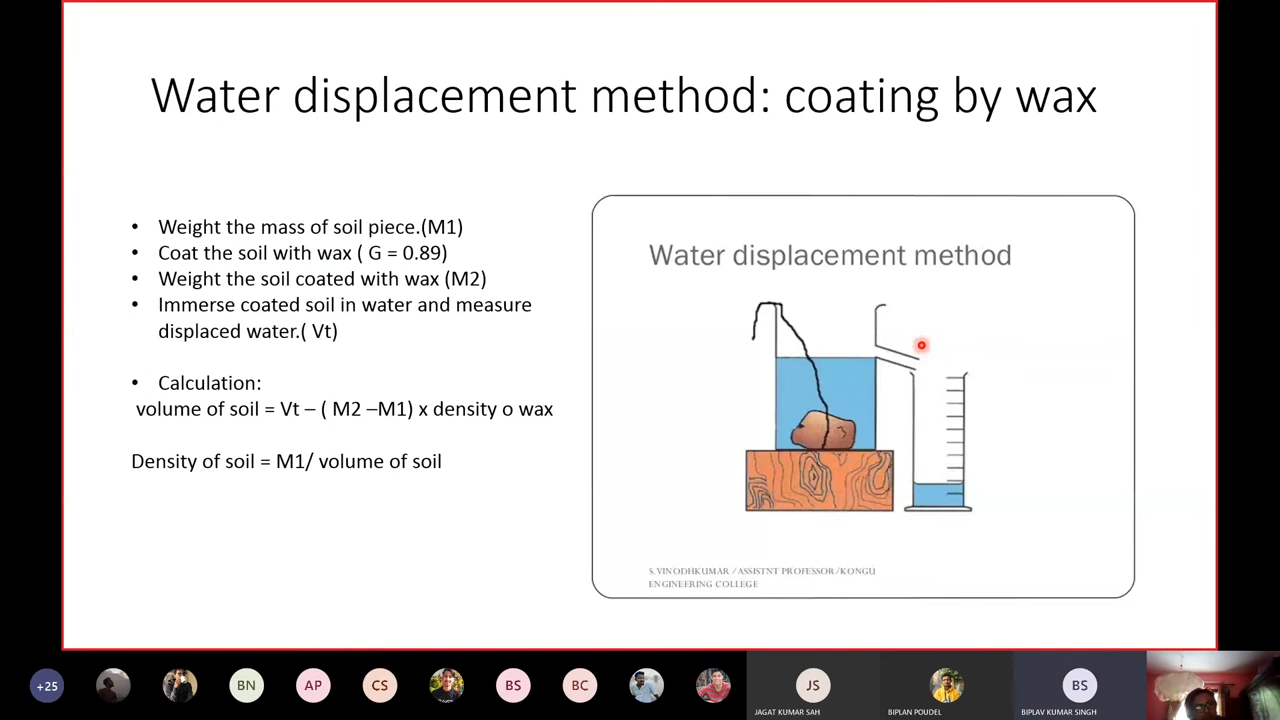 Water displacement method: coating by wax
• Weight the mass of soil piece.(M1)
• Coat the soil with wax ( G = 0.89)
• Weight the soil coated with wax (M2)
• Immerse coated soil in water and measure
displaced water.( Vt)
• Calculation:
volume of soil = Vt – ( M2 –M1) x density o wax
Density of soil = M1/ volume of soil
Water displacement method
S.VINODHKUMAR /ASSISTNT PROFESSOR/KONGU
ENGINEERING COLLEGE
+25
BN
AP
CS
BS
BC
JS
BS
JAGAT KUMAR SAH
BIPLAN POUDEL
BIPLAV KUMAR SINGH